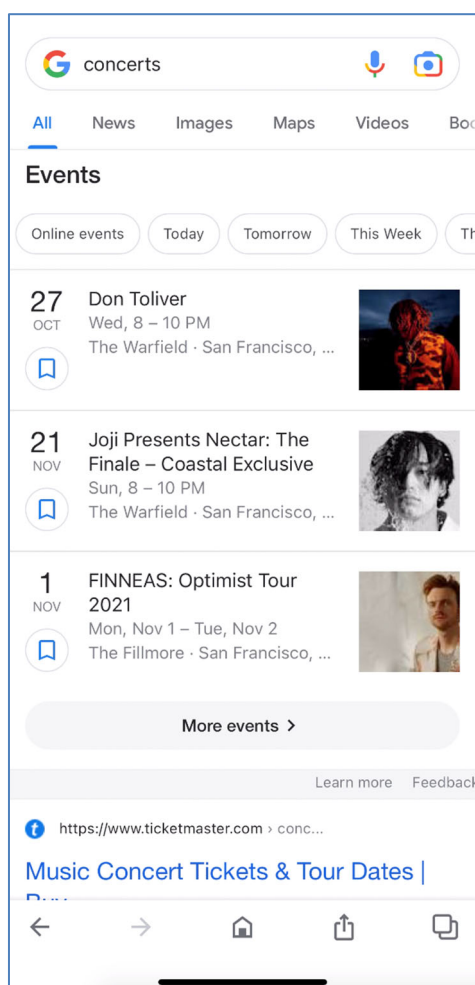 concerts
All News Images Maps Videos
Events
Online events Today Tomorrow This Week
27
OCT
Don Toliver
Wed, 8 – 10 PM
The Warfield · San Francisco, ...
21
NOV
Joji Presents Nectar: The
Finale – Coastal Exclusive
Sun, 8 – 10 PM
The Warfield · San Francisco, ...
1
NOV
FINNEAS: Optimist Tour
2021
Mon, Nov 1 – Tue, Nov 2
The Fillmore · San Francisco, ...
More events >
Learn more Feedback
https://www.ticketmaster.com › conc...
Music Concert Tickets & Tour Dates |